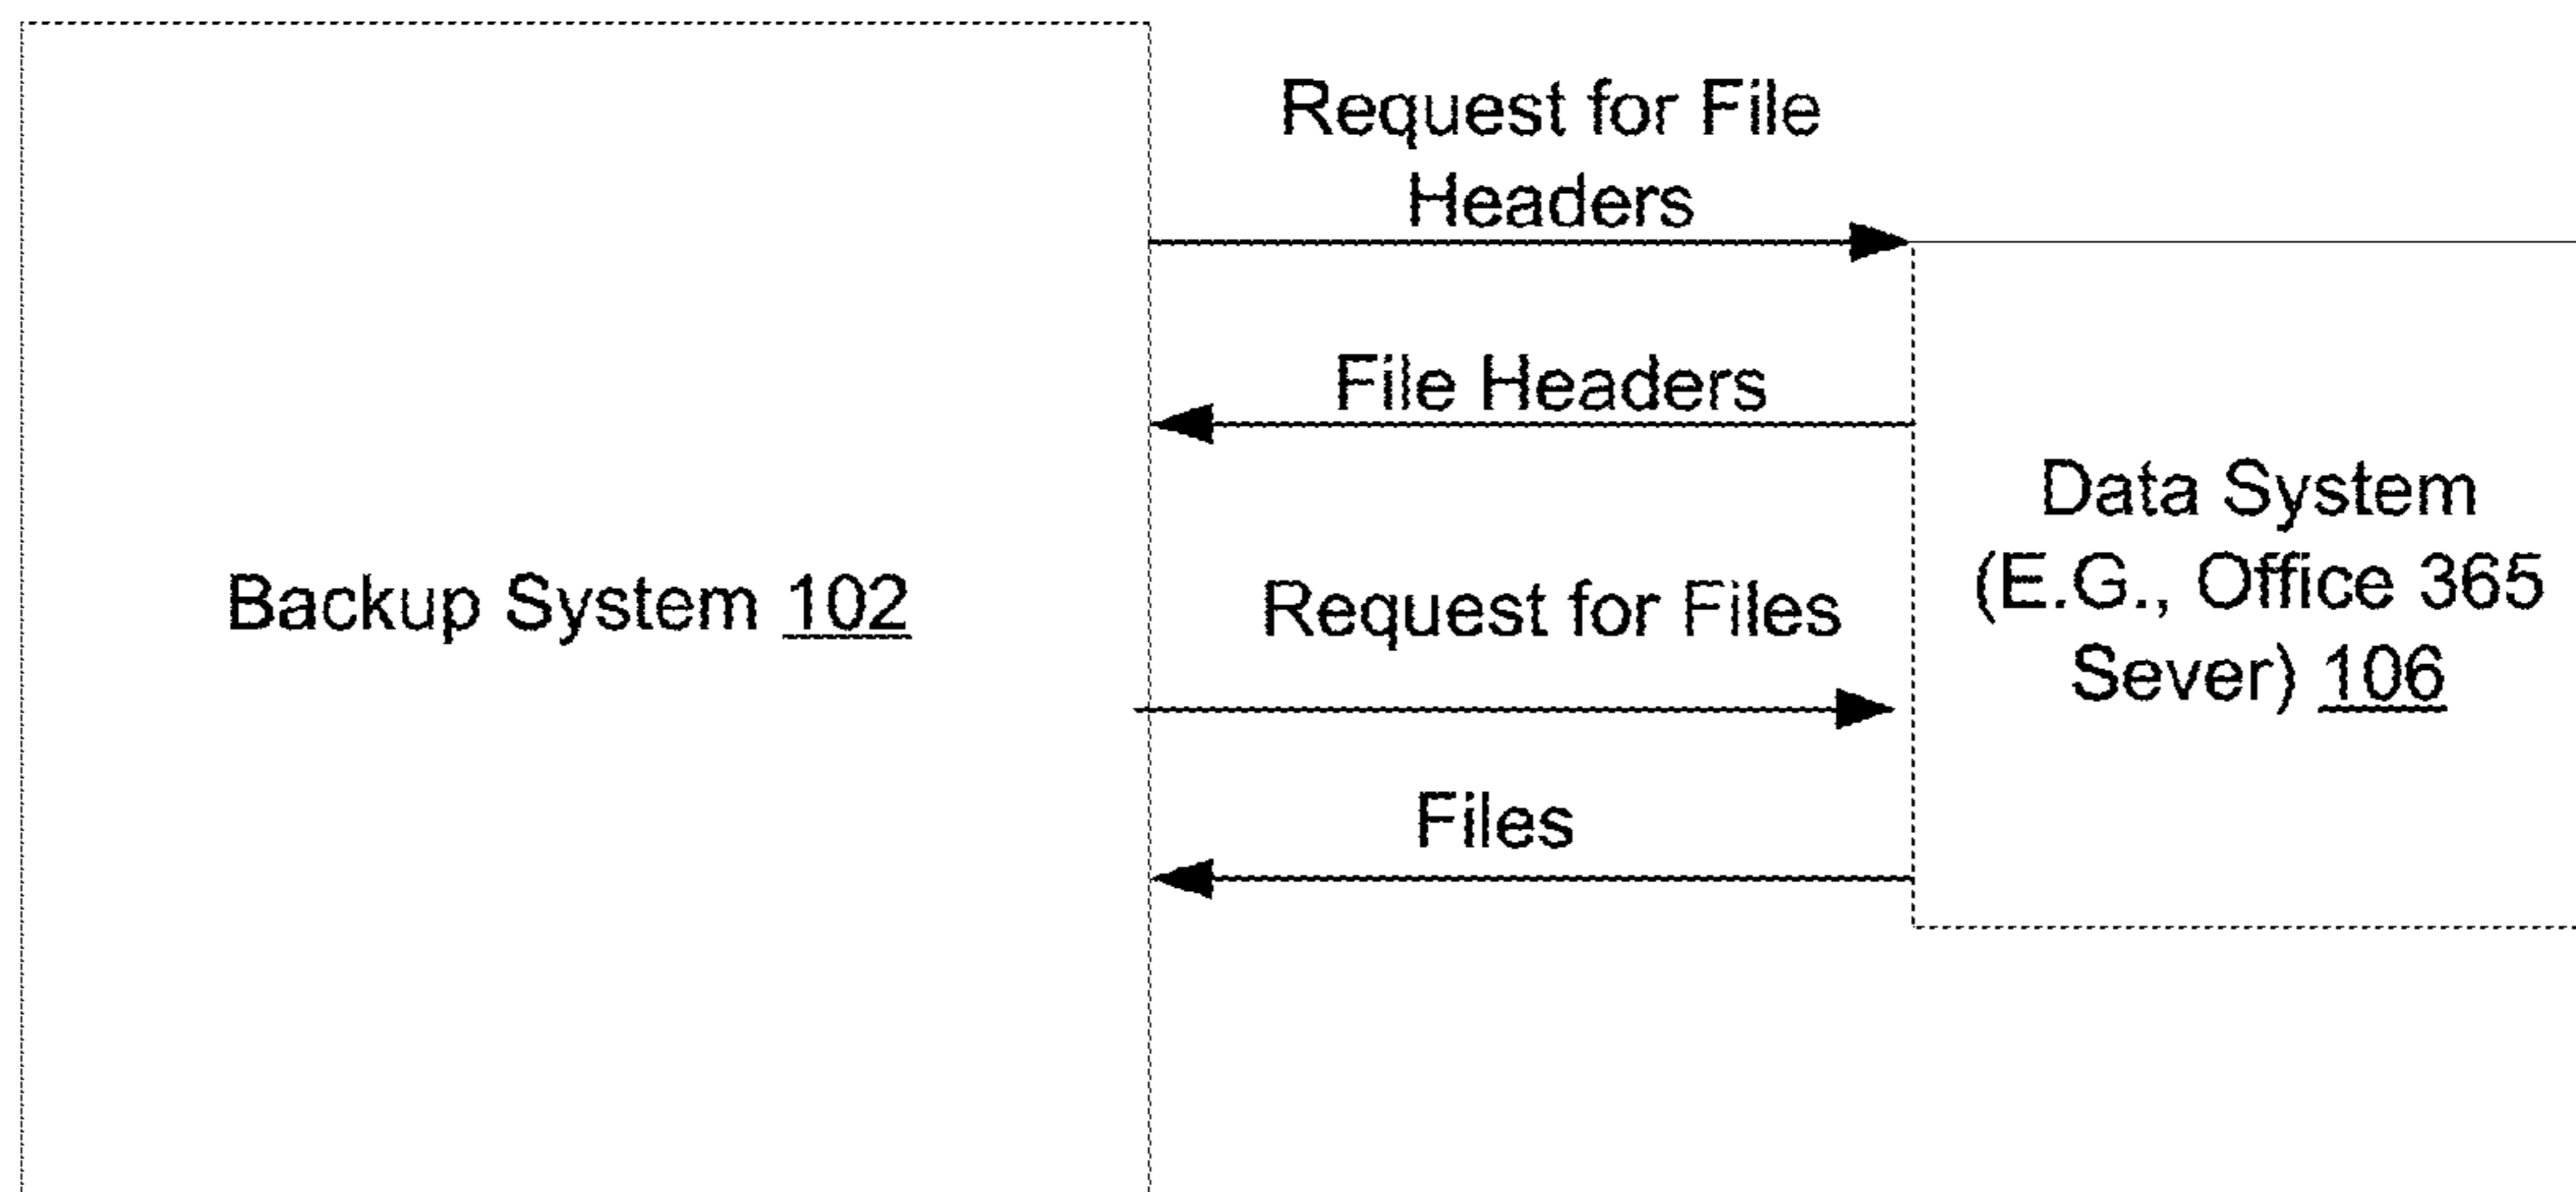 Request for File
Headers
File Headers
Data System
(E.G., Office 365
Sever) 106
Backup System 102
Request for Files
Files